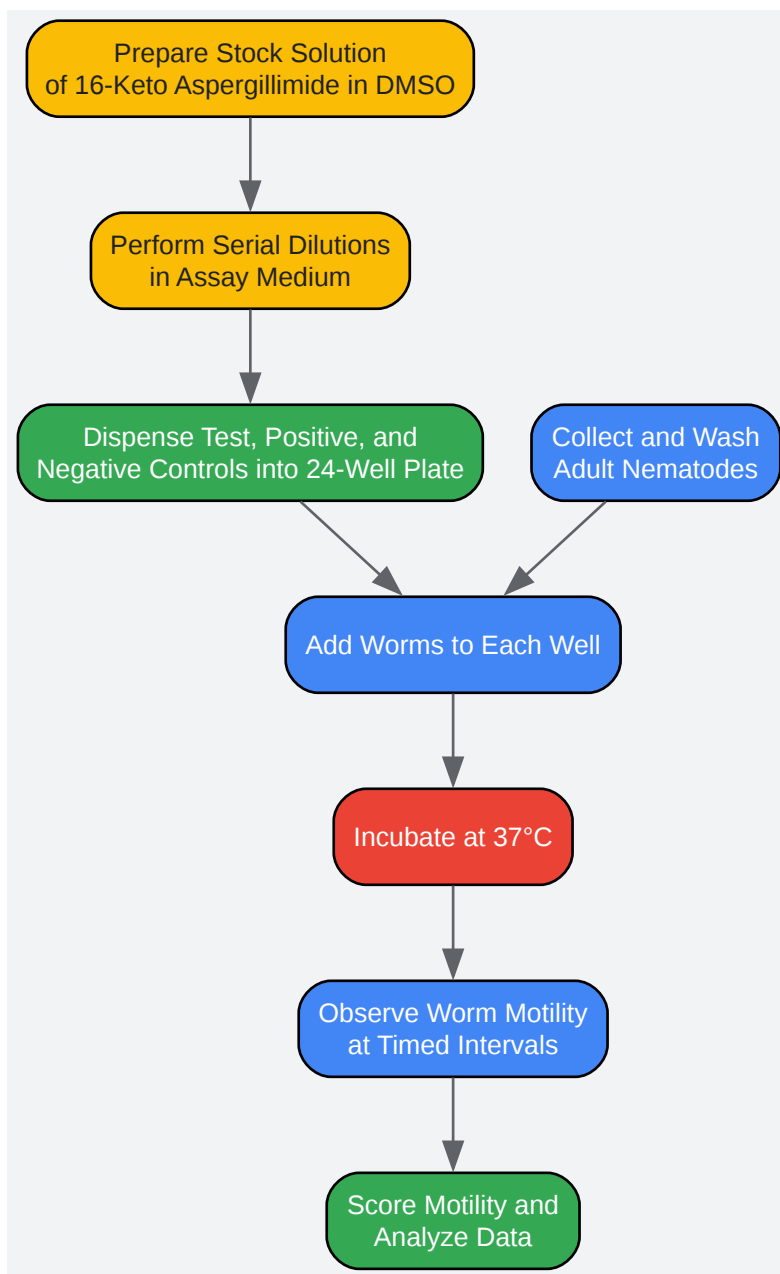 Prepare Stock Solution
of 16-Keto Aspergillimide in DMSO
Perform Serial Dilutions
in Assay Medium
Dispense Test, Positive, and
Negative Controls into 24-Well Plate
Collect and Wash
Adult Nematodes
Add Worms to Each Well
Incubate at 37°C
Observe Worm Motility
at Timed Intervals
Score Motility and
Analyze Data